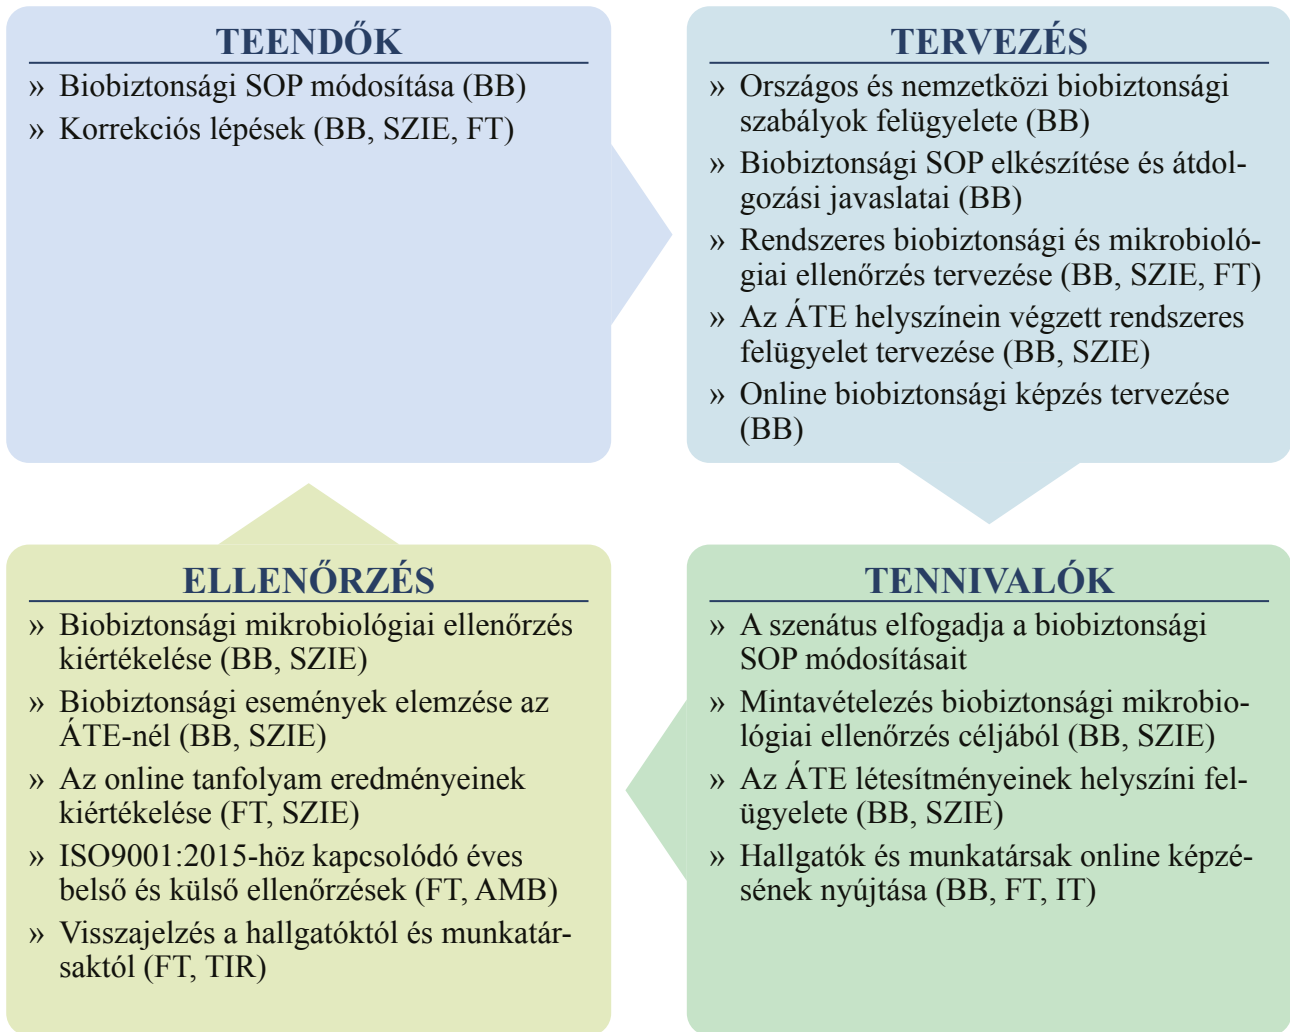 TEENDŐK
» Biobiztonsági SOP módosítása (BB)
» Korrekciós lépések (BB, SZIE, FT)
TERVEZÉS
» Országos és nemzetközi biobiztonsági
szabályok felügyelete (BB)
» Biobiztonsági SOP elkészítése és átdol-
gozási javaslatai (BB)
» Rendszeres biobiztonsági és mikrobioló-
giai ellenőrzés tervezése (BB, SZIE, FT)
» Az ÁTE helyszínein végzett rendszeres
felügyelet tervezése (BB, SZIE)
» Online biobiztonsági képzés tervezése
(BB)
ELLENŐRZÉS
» Biobiztonsági mikrobiológiai ellenőrzés
kiértékelése (BB, SZIE)
» Biobiztonsági események elemzése az
ÁTE-nél (BB, SZIE)
» Az online tanfolyam eredményeinek
kiértékelése (FT, SZIE)
» ISO9001:2015-höz kapcsolódó éves
belső és külső ellenőrzések (FT, AMB)
» Visszajelzés a hallgatóktól és munkatár-
saktól (FT, TIR)
TENNIVALÓK
» A szenátus elfogadja a biobiztonsági
SOP módosításait
» Mintavételezés biobiztonsági mikrobio-
lógiai ellenőrzés céljából (BB, SZIE)
» Az ÁTE létesítményeinek helyszíni fel-
ügyelete (BB, SZIE)
» Hallgatók és munkatársak online képzé-
sének nyújtása (BB, FT, IT)